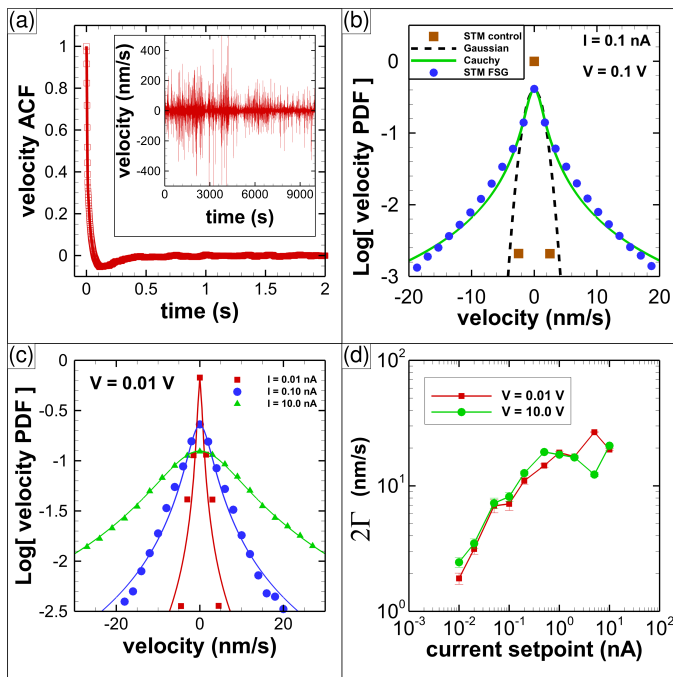 (a)
velocity ACF
1
0.8
0.6
0.4
0.2
0
0
0.5
1
1.5
2
time (s)
velocity (nm/s)
400
200
0
-200
-400
0
3000
6000
9000
time (s)
(b)
STM control
Gaussian
Cauchy
STM FSG
I = 0.1 nA
V = 0.1 V
Log[ velocity PDF ]
0
-1
-2
-3
-20
-10
0
10
20
velocity (nm/s)
(c)
V = 0.01 V
I = 0.01 nA
I = 0.10 nA
I = 10.0 nA
Log[ velocity PDF ]
0
-0.5
-1
-1.5
-2
-2.5
-20
0
20
velocity (nm/s)
(d)
V = 0.01 V
V = 10.0 V
2Γ (nm/s)
10²
10¹
10⁰
10⁻³
10⁻²
10⁻¹
10⁰
10¹
10²
current setpoint (nA)